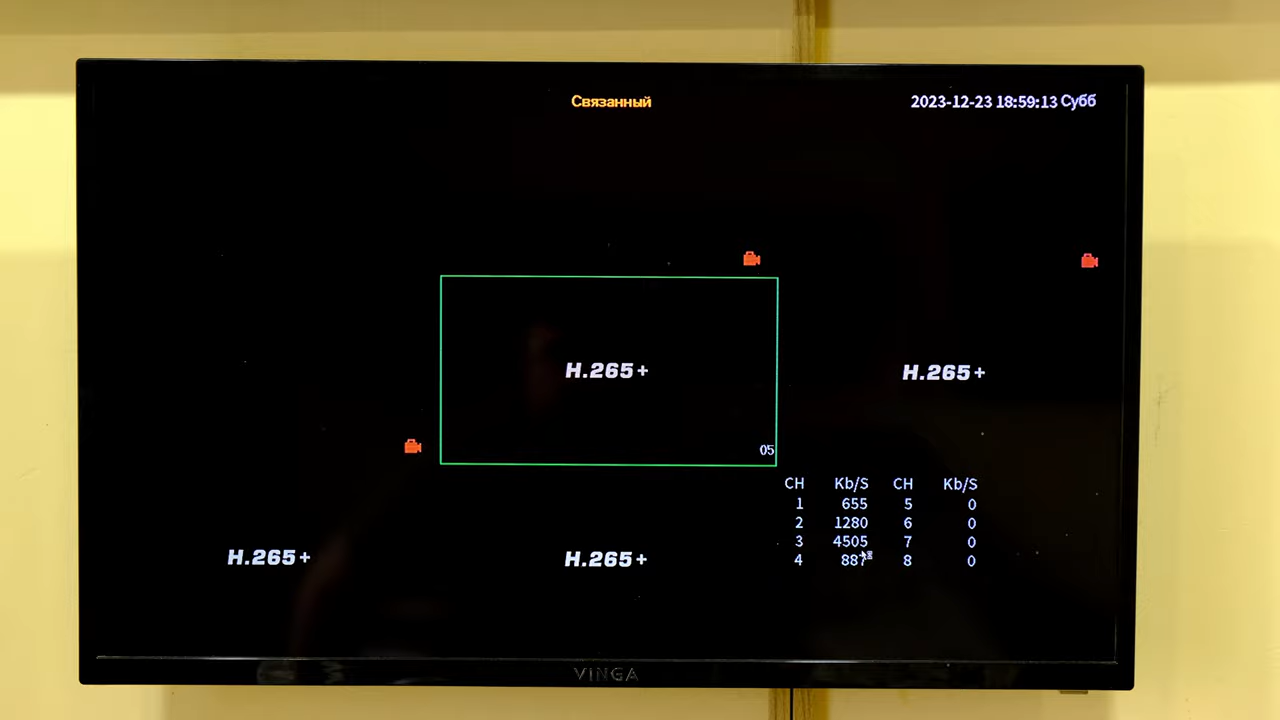 Связанный
2023-12-23 18:59:13 Субб
H.265+
H.265+
05
CH Kb/S CH Kb/S
1 655 5 0
2 1280 6 0
3 4505 7 0
4 887 8 0
H.265+
H.265+
VINGA